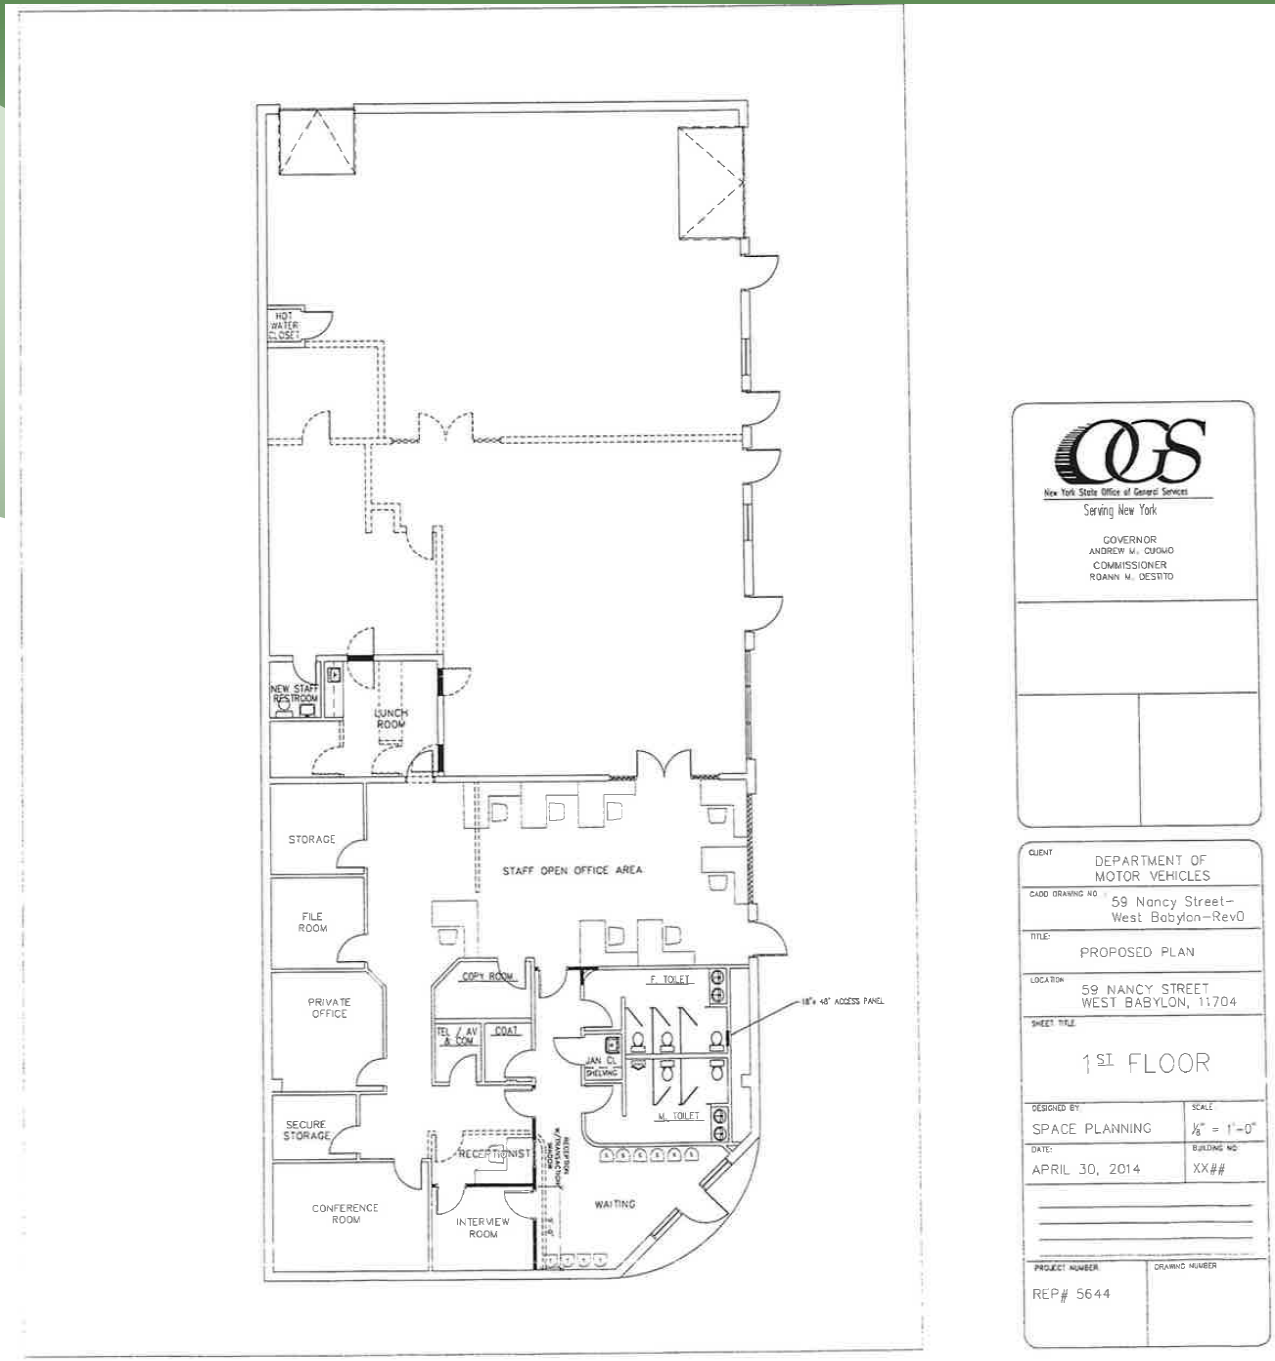 HOT
WATER
CLOSET
NEW STAFF
RESTROOM
LUNCH
ROOM
STORAGE
STAFF OPEN OFFICE AREA
FILE
ROOM
COPY ROOM
F. TOILET
PRIVATE
OFFICE
18"x 48" ACCESS PANEL
TEL / AV
& COM
COAT
JAN CL
SHELVING
SECURE
STORAGE
M. TOILET
RECEPTIONIST
RECEPTION
W/TRANSACTION
WINDOW
CONFERENCE
ROOM
INTERVIEW
ROOM
WAITING
OGS
New York State Office of General Services
Serving New York
GOVERNOR
ANDREW M. CUOMO
COMMISSIONER
ROANN M. DESTITO
CLIENT
DEPARTMENT OF
MOTOR VEHICLES
CADD DRAWING NO :
59 Nancy Street-
West Babylon-Rev0
TITLE:
PROPOSED PLAN
LOCATION
59 NANCY STREET
WEST BABYLON, 11704
SHEET TITLE
1ST FLOOR
DESIGNED BY
SPACE PLANNING
SCALE
⅛" = 1'-0"
DATE:
APRIL 30, 2014
BUILDING NO
XX##
PROJECT NUMBER
REP# 5644
DRAWING NUMBER